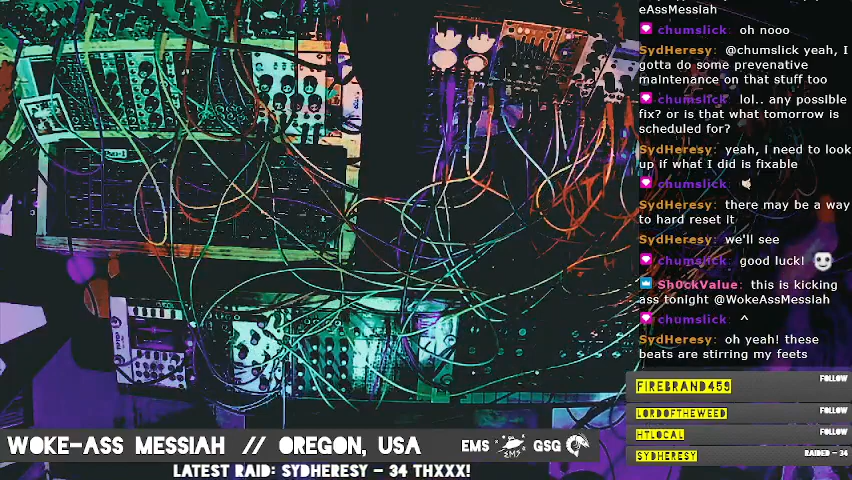 eAssMessiah
chumslick: oh nooo
SydHeresy: @chumslick yeah, I
gotta do some prevenative
maintenance on that stuff too
chumslick: lol.. any possible
fix? or is that what tomorrow is
scheduled for?
SydHeresy: yeah, I need to look
up if what I did is fixable
chumslick:
SydHeresy: there may be a way
to hard reset it
SydHeresy: we'll see
chumslick: good luck!
Sh0ckValue: this is kicking
ass tonight @WokeAssMessiah
chumslick: ^
SydHeresy: oh yeah! these
beats are stirring my feets
FIREBRAND459 FOLLOW
LORDOFTHEWEED FOLLOW
HTLOCAL FOLLOW
SYDHERESY RAIDED - 34
WOKE-ASS MESSIAH // OREGON, USA EMS EMS GSG
LATEST RAID: SYDHERESY - 34 THXXX!